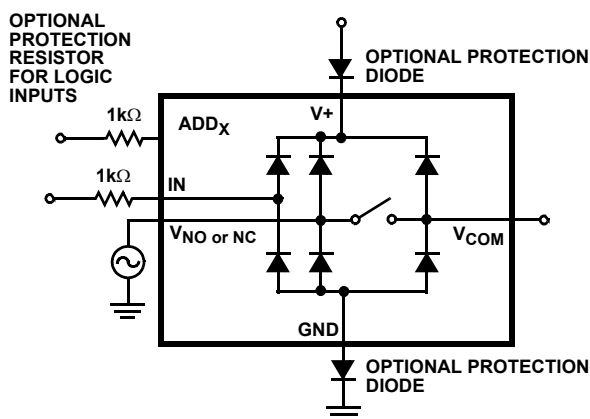 OPTIONAL
PROTECTION
RESISTOR
FOR LOGIC
INPUTS
OPTIONAL PROTECTION
DIODE
V+
1kΩ
ADDX
1kΩ
IN
VNO or NC
VCOM
GND
OPTIONAL PROTECTION
DIODE